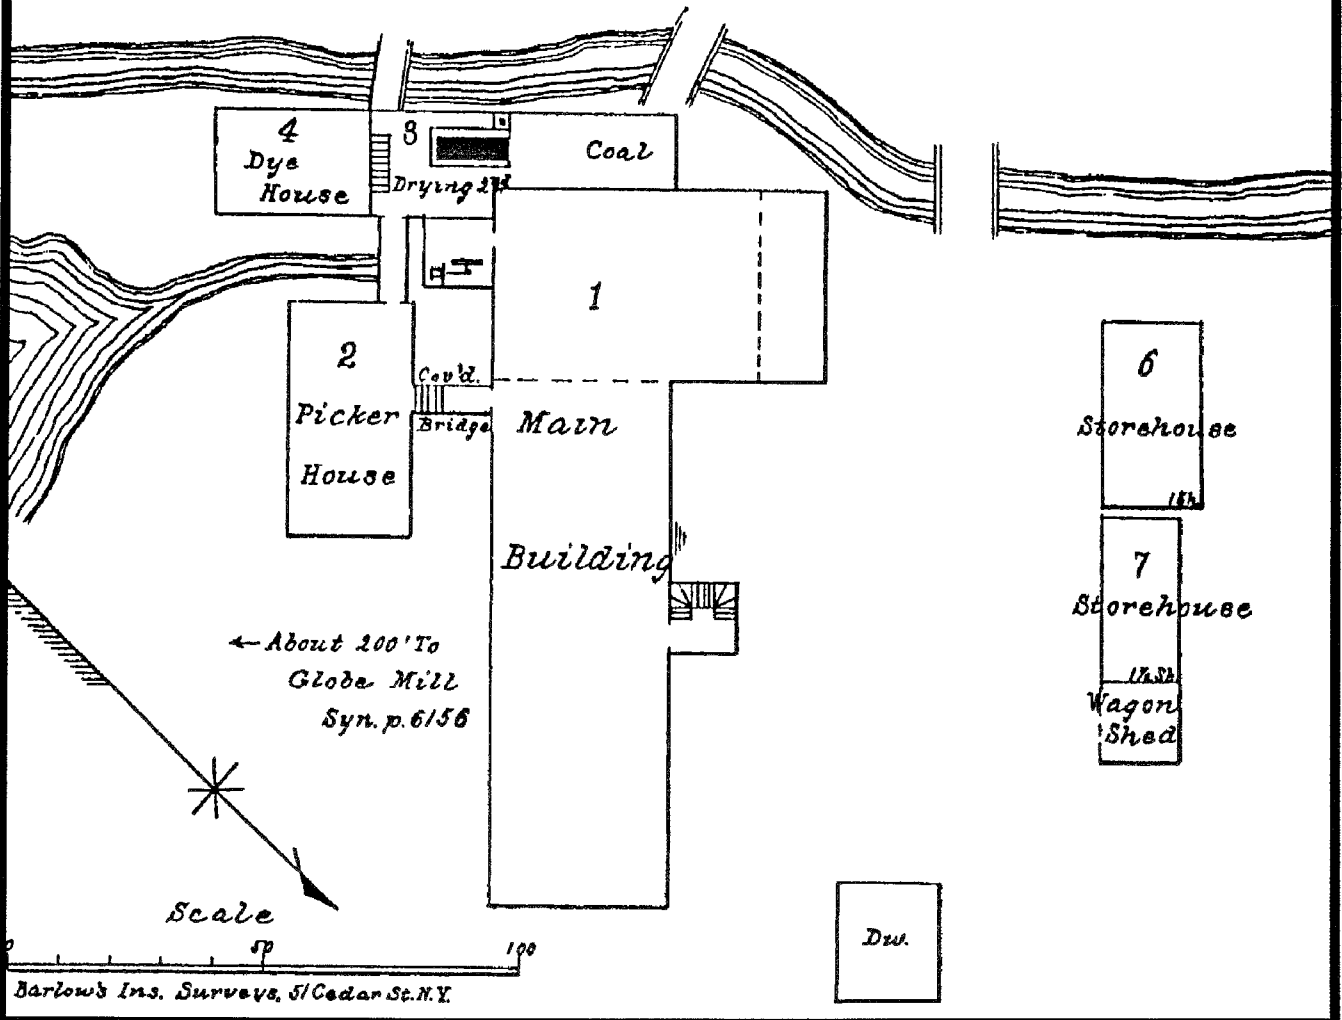 4
Dye
House
3
Drying 2nd
Coal
1
2
Picker
House
Cov'd.
Bridge
Main
Building
6
Storehouse
7
Storehouse
Wagon
Shed
← About 200' To
Globe Mill
Syn. p. 6156
Scale
0 50 100
Dw.
Barlow's Ins. Surveys, 51 Cedar St. N.Y.